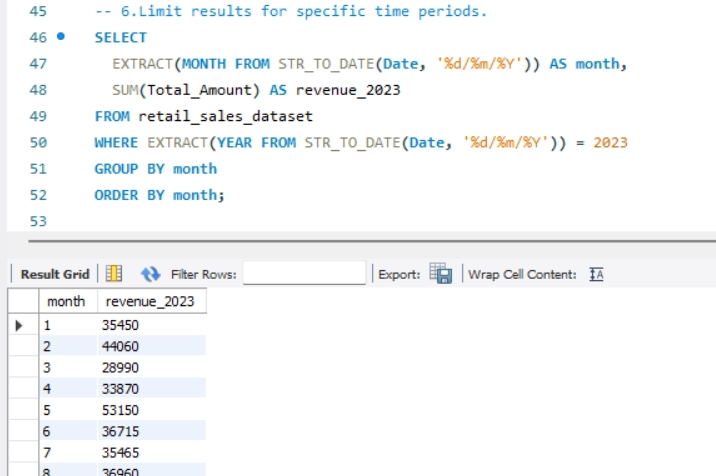 45 -- 6.Limit results for specific time periods.
46 SELECT
47 EXTRACT(MONTH FROM STR_TO_DATE(Date, '%d/%m/%Y')) AS month,
48 SUM(Total_Amount) AS revenue_2023
49 FROM retail_sales_dataset
50 WHERE EXTRACT(YEAR FROM STR_TO_DATE(Date, '%d/%m/%Y')) = 2023
51 GROUP BY month
52 ORDER BY month;
53
Result Grid Filter Rows: Export: Wrap Cell Content: IA
month revenue_2023
1 35450
2 44060
3 28990
4 33870
5 53150
6 36715
7 35465
8 36960